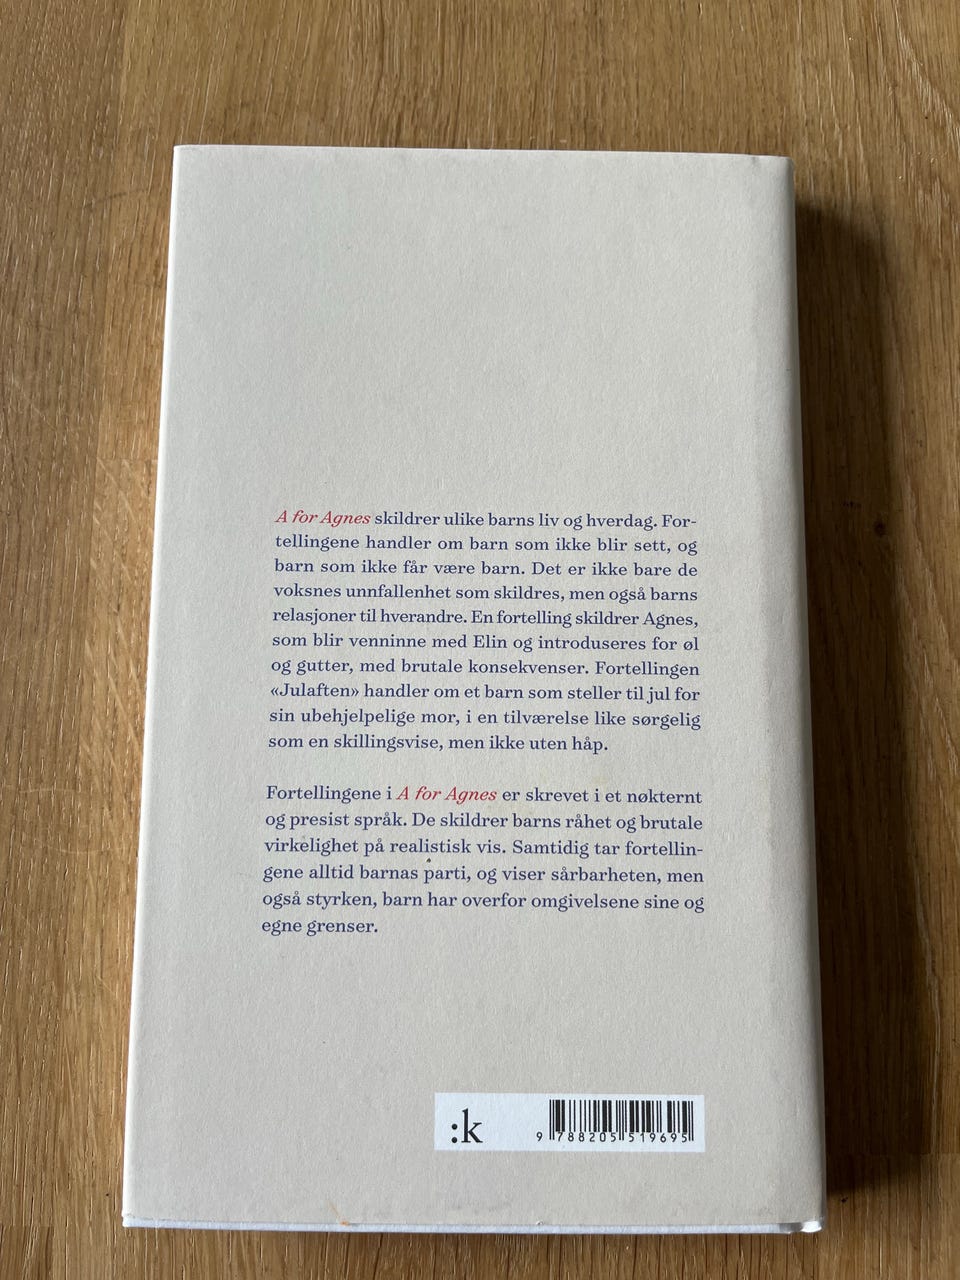 A for Agnes skildrer ulike barns liv og hverdag. For-
tellingene handler om barn som ikke blir sett, og
barn som ikke får være barn. Det er ikke bare de
voksnes unnfallenhet som skildres, men også barns
relasjoner til hverandre. En fortelling skildrer Agnes,
som blir venninne med Elin og introduseres for øl
og gutter, med brutale konsekvenser. Fortellingen
«Julaften» handler om et barn som steller til jul for
sin ubehjelpelige mor, i en tilværelse like sørgelig
som en skillingsvise, men ikke uten håp.
Fortellingene i A for Agnes er skrevet i et nøkternt
og presist språk. De skildrer barns råhet og brutale
virkelighet på realistisk vis. Samtidig tar fortellin-
gene alltid barnas parti, og viser sårbarheten, men
også styrken, barn har overfor omgivelsene sine og
egne grenser.
:k
9 788205 519695